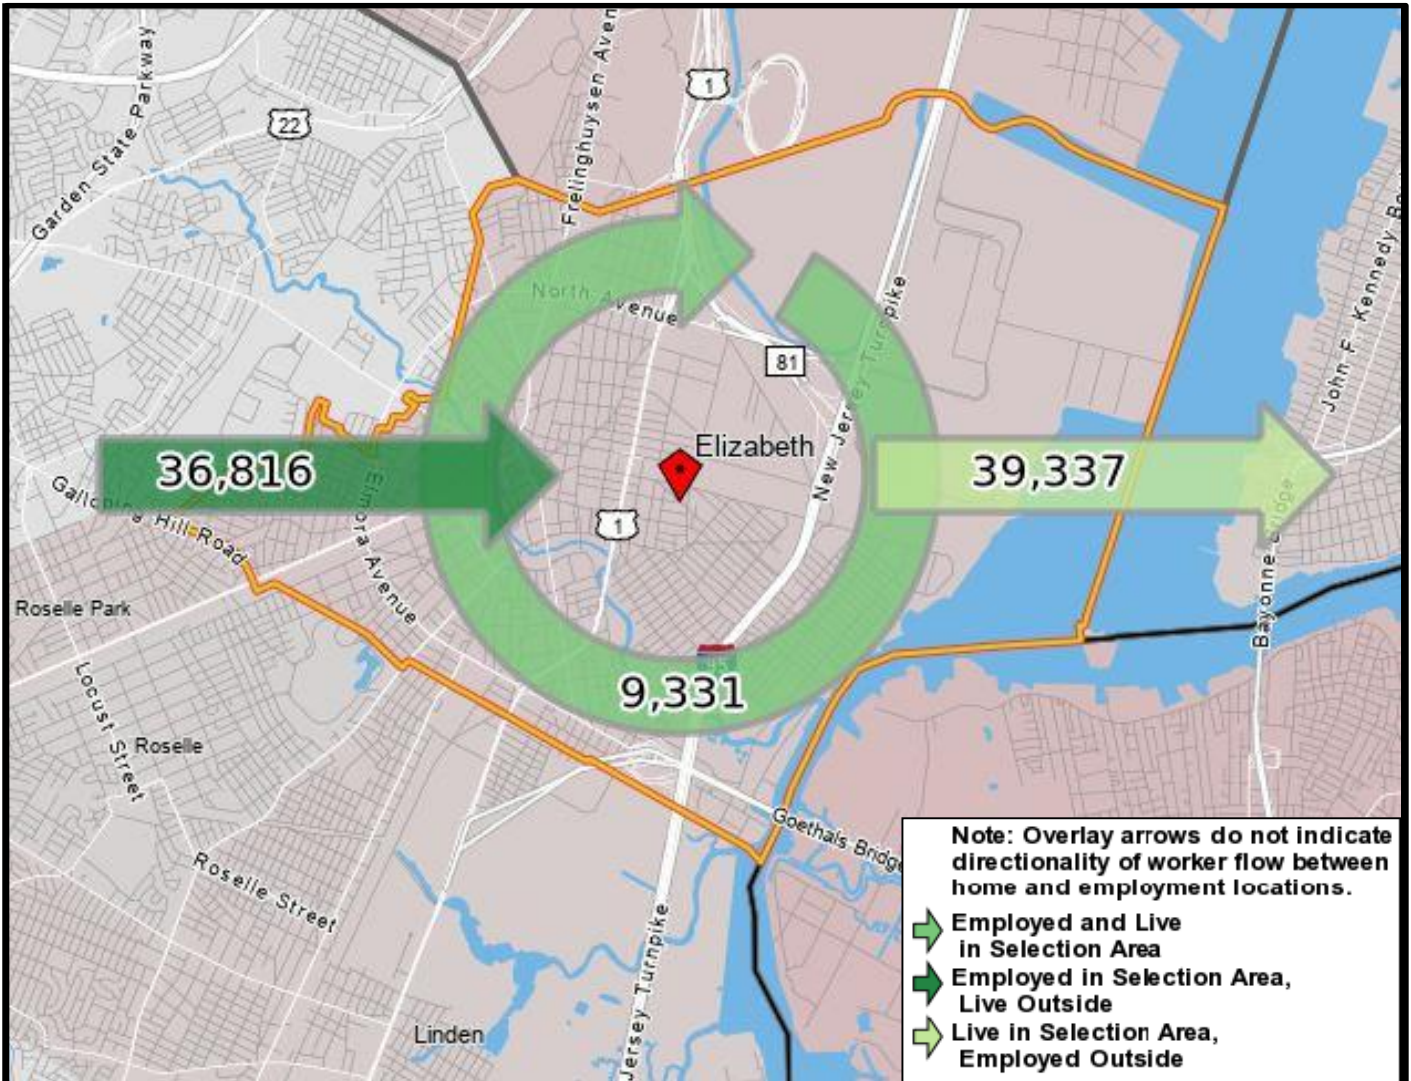 Garden State Parkway
22
Frelinghuysen Aven
1
North Avenue
81
John F. Kennedy Bo
New Jersey Turnpike
Elizabeth
36,816
39,337
1
Galloping Hill Road
Elmora Avenue
Bayonne Bridge
Roselle Park
9,331
Locust Street
Roselle
Goethals Bridge
Roselle Street
Jersey Turnpike
Linden
Note: Overlay arrows do not indicate
directionality of worker flow between
home and employment locations.
Employed and Live
in Selection Area
Employed in Selection Area,
Live Outside
Live in Selection Area,
Employed Outside